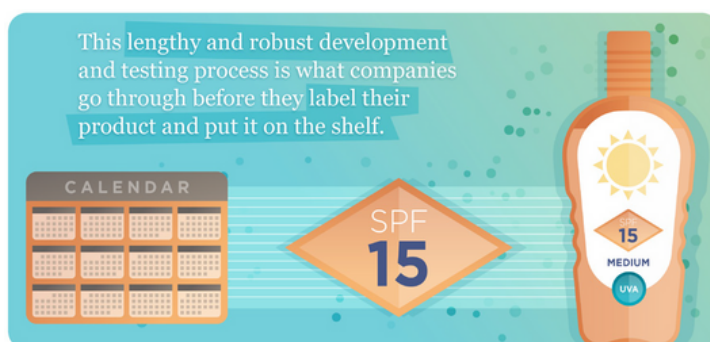 This lengthy and robust development
and testing process is what companies
go through before they label their
product and put it on the shelf.
CALENDAR
SPF
15
SPF
15
MEDIUM
UVA